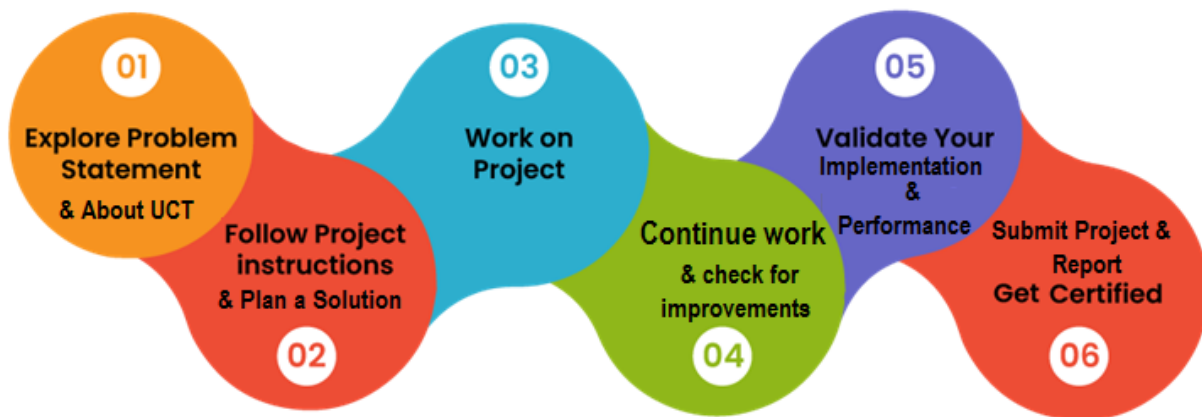 01
Explore Problem
Statement
& About UCT
Follow Project
instructions
& Plan a Solution
02
03
Work on
Project
Continue work
& check for
improvements
04
05
Validate Your
Implementation
&
Performance
Submit Project &
Report
Get Certified
06